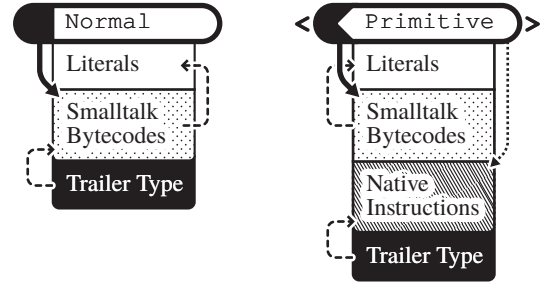 Normal
Literals
Smalltalk
Bytecodes
Trailer Type
< Primitive >
Literals
Smalltalk
Bytecodes
Native
Instructions
Trailer Type